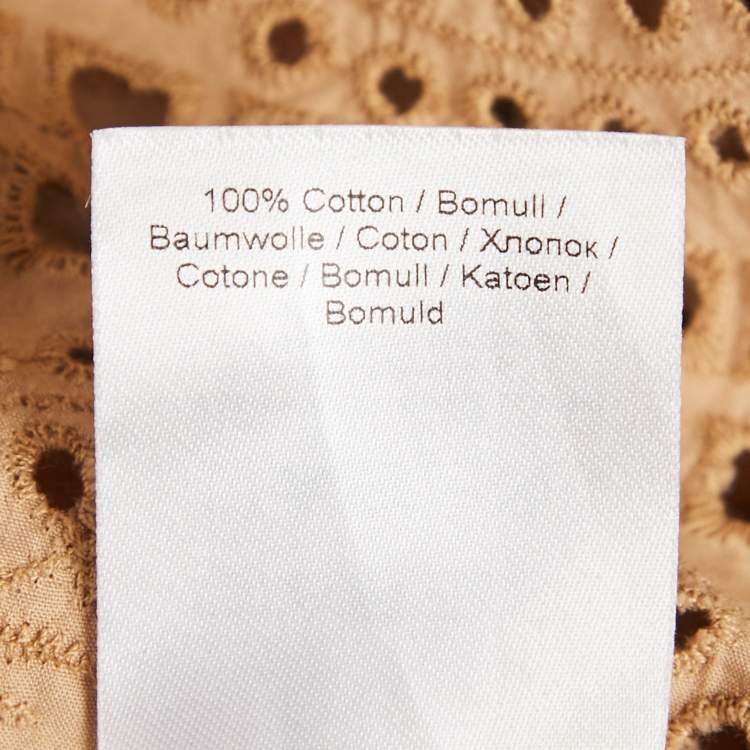 100% Cotton / Bomull /
Baumwolle / Coton / Хлопок /
Cotone / Bomull / Katoen /
Bomuld